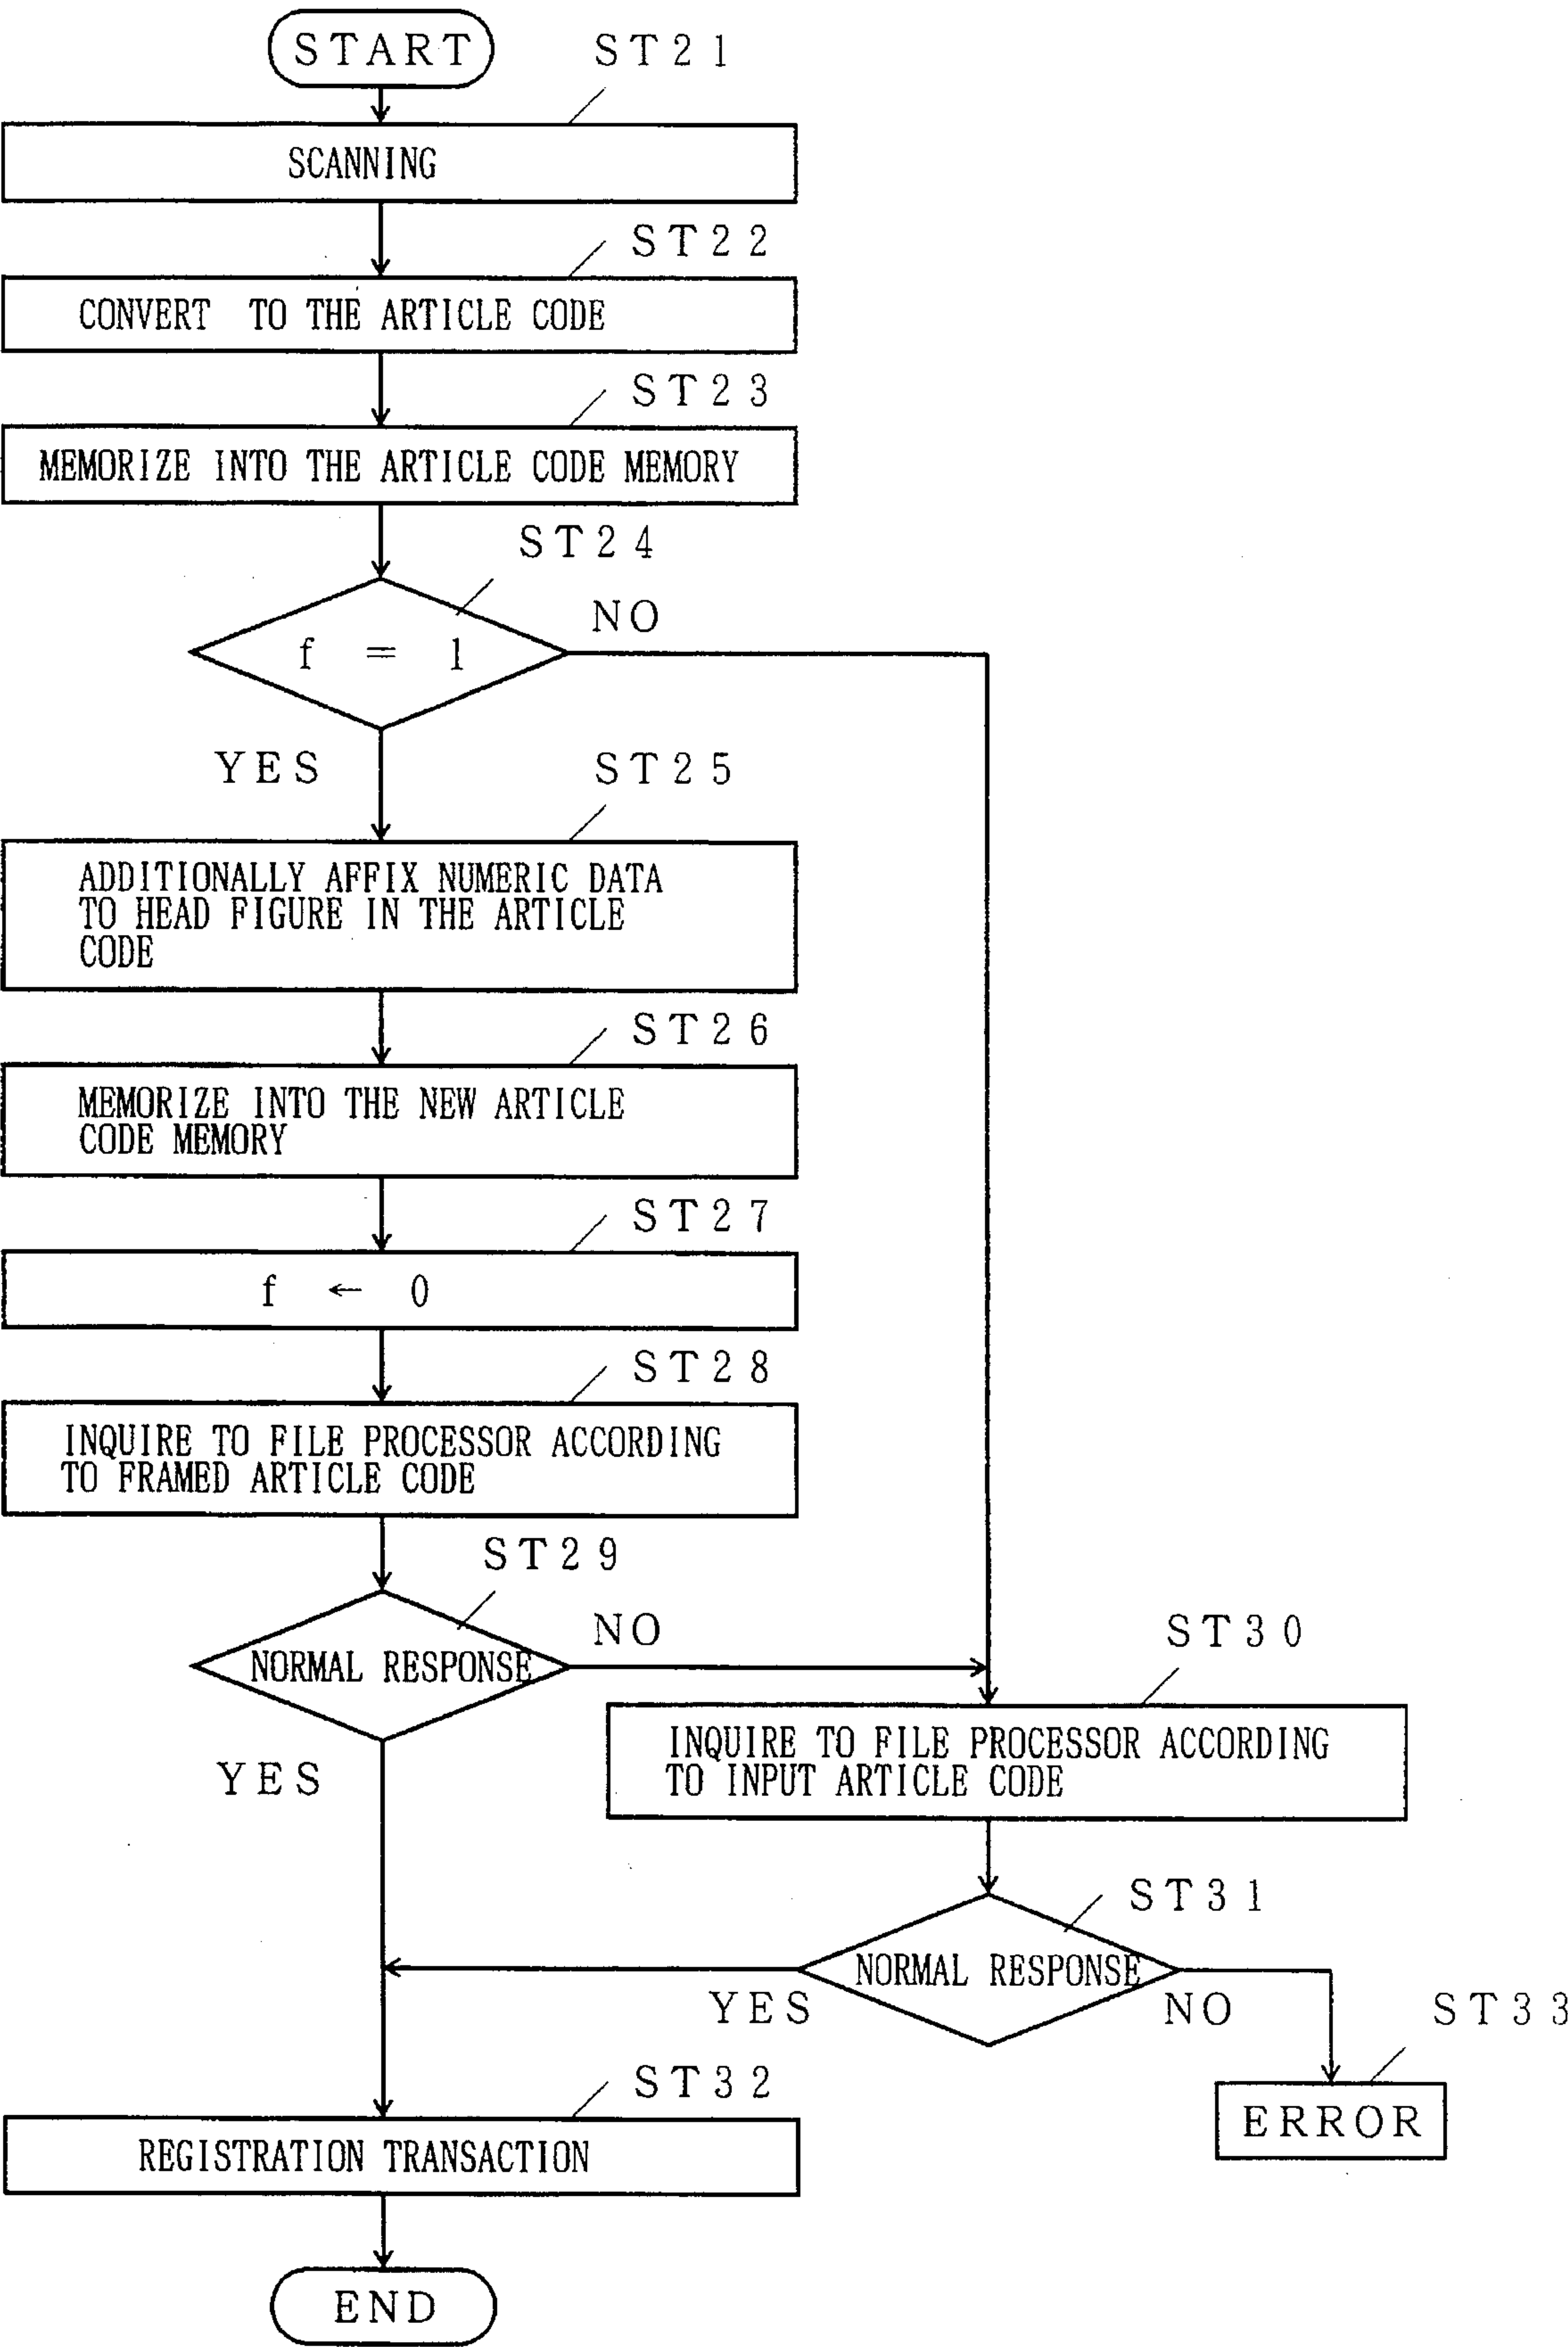 START
ST21
SCANNING
ST22
CONVERT TO THE ARTICLE CODE
ST23
MEMORIZE INTO THE ARTICLE CODE MEMORY
ST24
f = 1
NO
YES
ST25
ADDITIONALLY AFFIX NUMERIC DATA
TO HEAD FIGURE IN THE ARTICLE
CODE
ST26
MEMORIZE INTO THE NEW ARTICLE
CODE MEMORY
ST27
f ← 0
ST28
INQUIRE TO FILE PROCESSOR ACCORDING
TO FRAMED ARTICLE CODE
ST29
NORMAL RESPONSE
NO
YES
ST30
INQUIRE TO FILE PROCESSOR ACCORDING
TO INPUT ARTICLE CODE
ST31
NORMAL RESPONSE
YES
NO
ST33
ERROR
ST32
REGISTRATION TRANSACTION
END